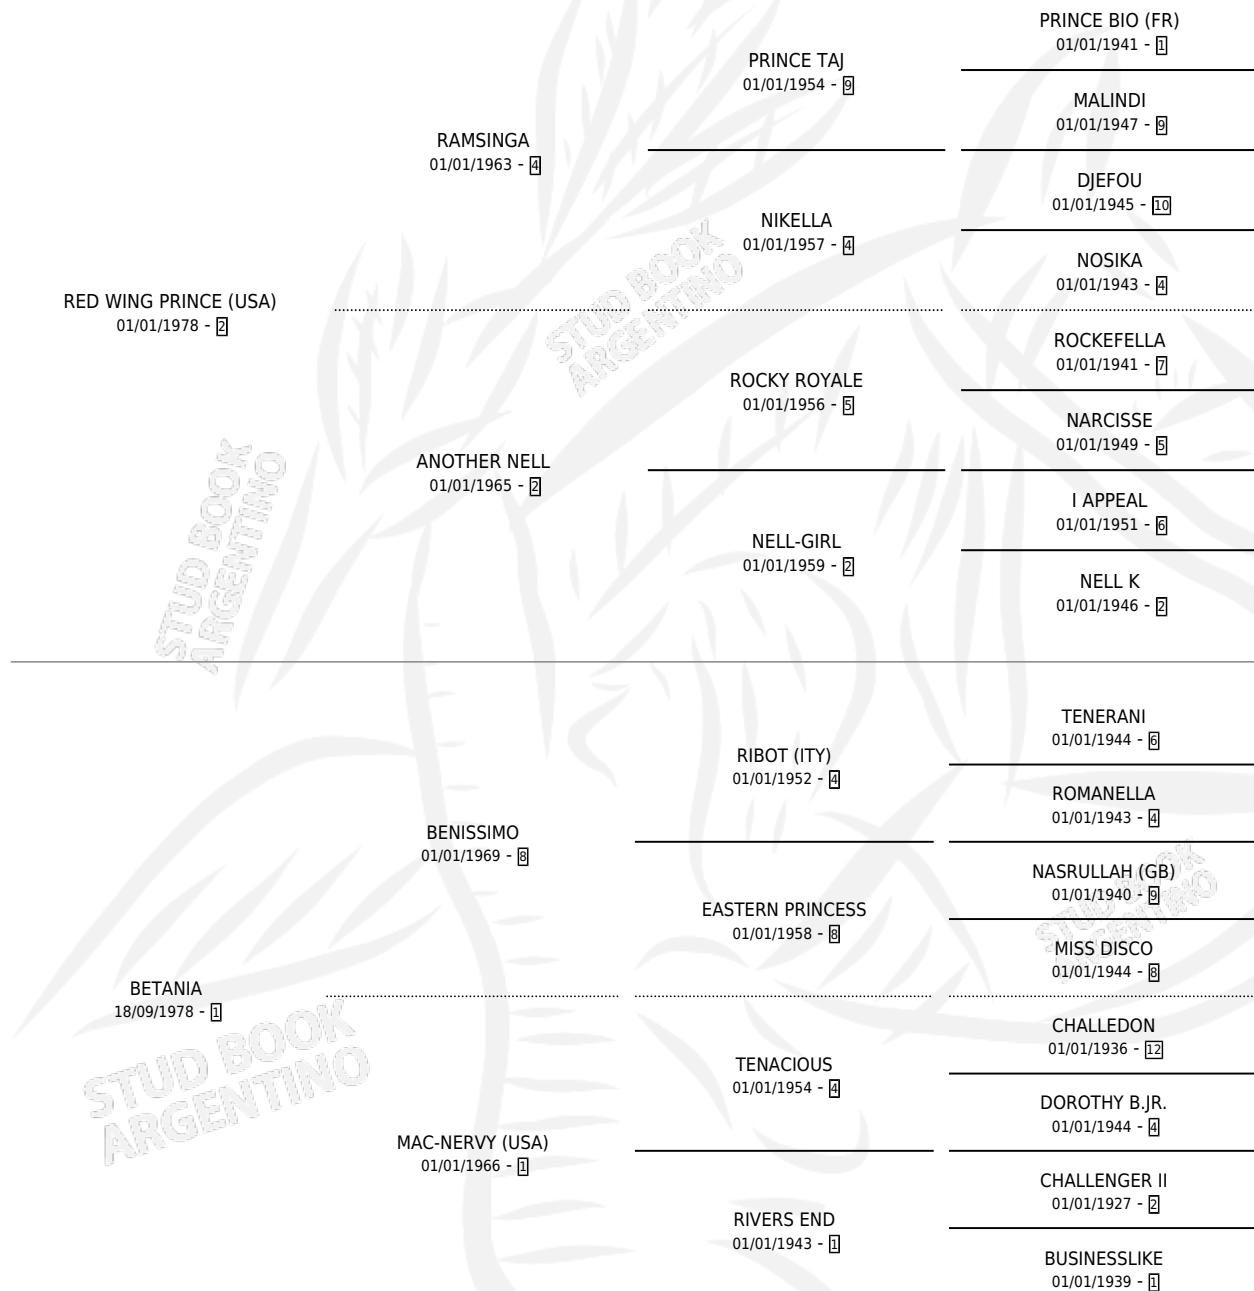 PRINCE BIO (FR)
01/01/1941 - 1
PRINCE TAJ
01/01/1954 - 9
MALINDI
01/01/1947 - 9
RAMSINGA
01/01/1963 - 4
DJEFOU
01/01/1945 - 10
NIKELLA
01/01/1957 - 4
NOSIKA
01/01/1943 - 4
RED WING PRINCE (USA)
01/01/1978 - 2
ROCKEFELLA
01/01/1941 - 7
ROCKY ROYALE
01/01/1956 - 5
NARCISSE
01/01/1949 - 5
ANOTHER NELL
01/01/1965 - 2
I APPEAL
01/01/1951 - 6
NELL-GIRL
01/01/1959 - 2
NELL K
01/01/1946 - 2
STUD BOOK
ARGENTINO
STUD BOOK
ARGENTINO
TENERANI
01/01/1944 - 6
RIBOT (ITY)
01/01/1952 - 4
ROMANELLA
01/01/1943 - 4
BENISSIMO
01/01/1969 - 8
NASRULLAH (GB)
01/01/1940 - 9
EASTERN PRINCESS
01/01/1958 - 8
MISS DISCO
01/01/1944 - 8
STUD BOOK
ARGENTINO
BETANIA
18/09/1978 - 1
CHALLEDON
01/01/1936 - 12
TENACIOUS
01/01/1954 - 4
DOROTHY B.JR.
01/01/1944 - 4
STUD BOOK
ARGENTINO
MAC-NERVY (USA)
01/01/1966 - 1
CHALLENGER II
01/01/1927 - 2
RIVERS END
01/01/1943 - 1
BUSINESSLIKE
01/01/1939 - 1